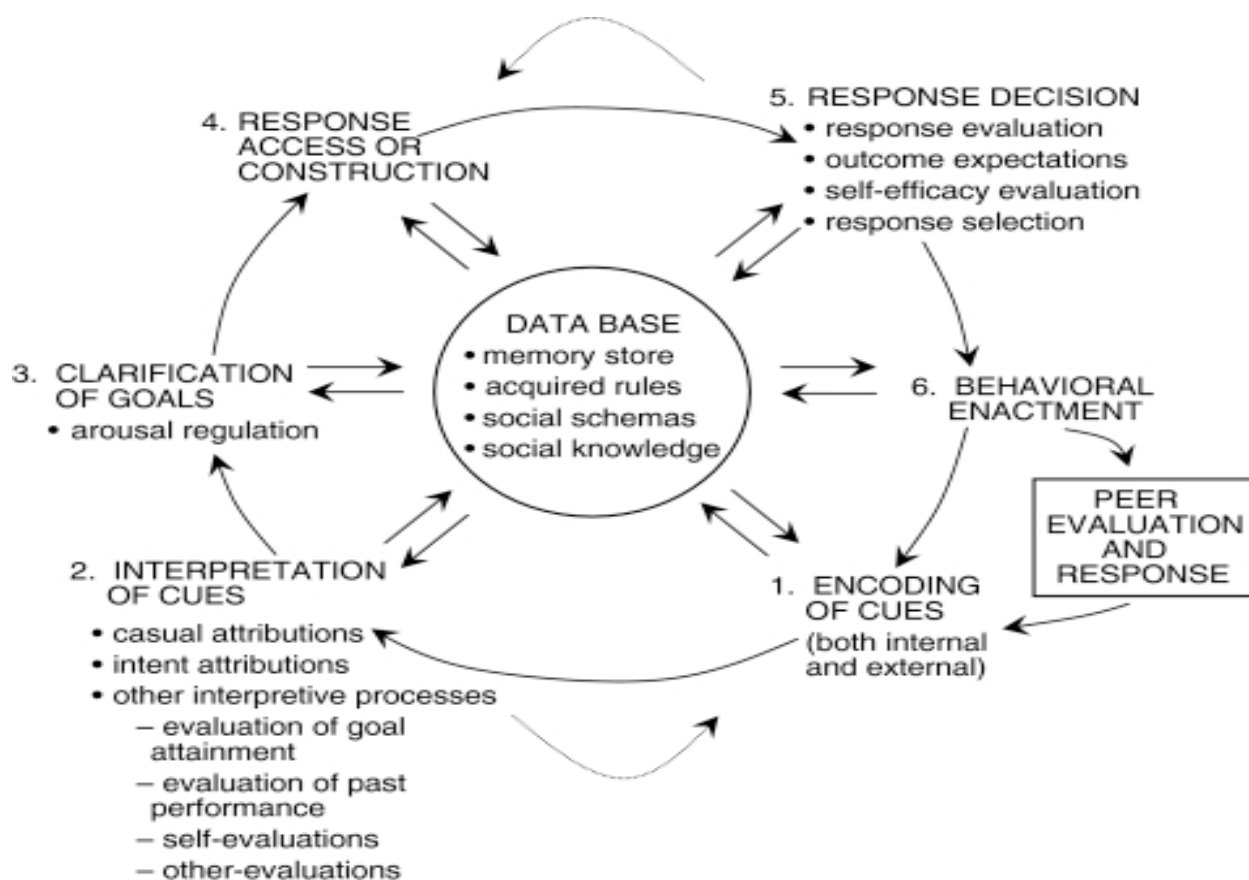 4. RESPONSE
ACCESS OR
CONSTRUCTION
5. RESPONSE DECISION
• response evaluation
• outcome expectations
• self-efficacy evaluation
• response selection
DATA BASE
• memory store
• acquired rules
• social schemas
• social knowledge
3. CLARIFICATION
OF GOALS
• arousal regulation
6. BEHAVIORAL
ENACTMENT
PEER
EVALUATION
AND
RESPONSE
2. INTERPRETATION
OF CUES
• casual attributions
• intent attributions
• other interpretive processes
– evaluation of goal
attainment
– evaluation of past
performance
– self-evaluations
– other-evaluations
1. ENCODING
OF CUES
(both internal
and external)